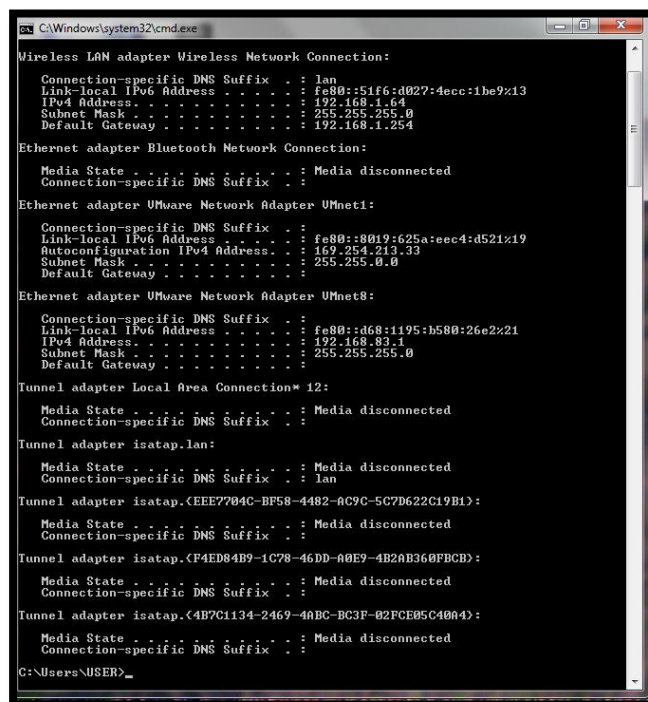 C:\Windows\system32\cmd.exe
Wireless LAN adapter Wireless Network Connection:
Connection-specific DNS Suffix  . : lan
Link-local IPv6 Address . . . . . : fe80::51f6:d027:4ecc:1be9%13
IPv4 Address. . . . . . . . . . . : 192.168.1.64
Subnet Mask . . . . . . . . . . . : 255.255.255.0
Default Gateway . . . . . . . . . : 192.168.1.254
Ethernet adapter Bluetooth Network Connection:
Media State . . . . . . . . . . . : Media disconnected
Connection-specific DNS Suffix  . :
Ethernet adapter VMware Network Adapter VMnet1:
Connection-specific DNS Suffix  . :
Link-local IPv6 Address . . . . . : fe80::8019:625a:eec4:d521%19
Autoconfiguration IPv4 Address. . : 169.254.213.33
Subnet Mask . . . . . . . . . . . : 255.255.0.0
Default Gateway . . . . . . . . . :
Ethernet adapter VMware Network Adapter VMnet8:
Connection-specific DNS Suffix  . :
Link-local IPv6 Address . . . . . : fe80::d68:1195:b580:26e2%21
IPv4 Address. . . . . . . . . . . : 192.168.83.1
Subnet Mask . . . . . . . . . . . : 255.255.255.0
Default Gateway . . . . . . . . . :
Tunnel adapter Local Area Connection* 12:
Media State . . . . . . . . . . . : Media disconnected
Connection-specific DNS Suffix  . :
Tunnel adapter isatap.lan:
Media State . . . . . . . . . . . : Media disconnected
Connection-specific DNS Suffix  . : lan
Tunnel adapter isatap.{EEE7704C-BF58-4482-AC9C-5C7D622C19B1}:
Media State . . . . . . . . . . . : Media disconnected
Connection-specific DNS Suffix  . :
Tunnel adapter isatap.{F4ED84B9-1C78-46DD-A0E9-4B2AB360FBCB}:
Media State . . . . . . . . . . . : Media disconnected
Connection-specific DNS Suffix  . :
Tunnel adapter isatap.{4B7C1134-2469-4ABC-BC3F-02FCE05C40A4}:
Media State . . . . . . . . . . . : Media disconnected
Connection-specific DNS Suffix  . :
C:\Users\USER>_